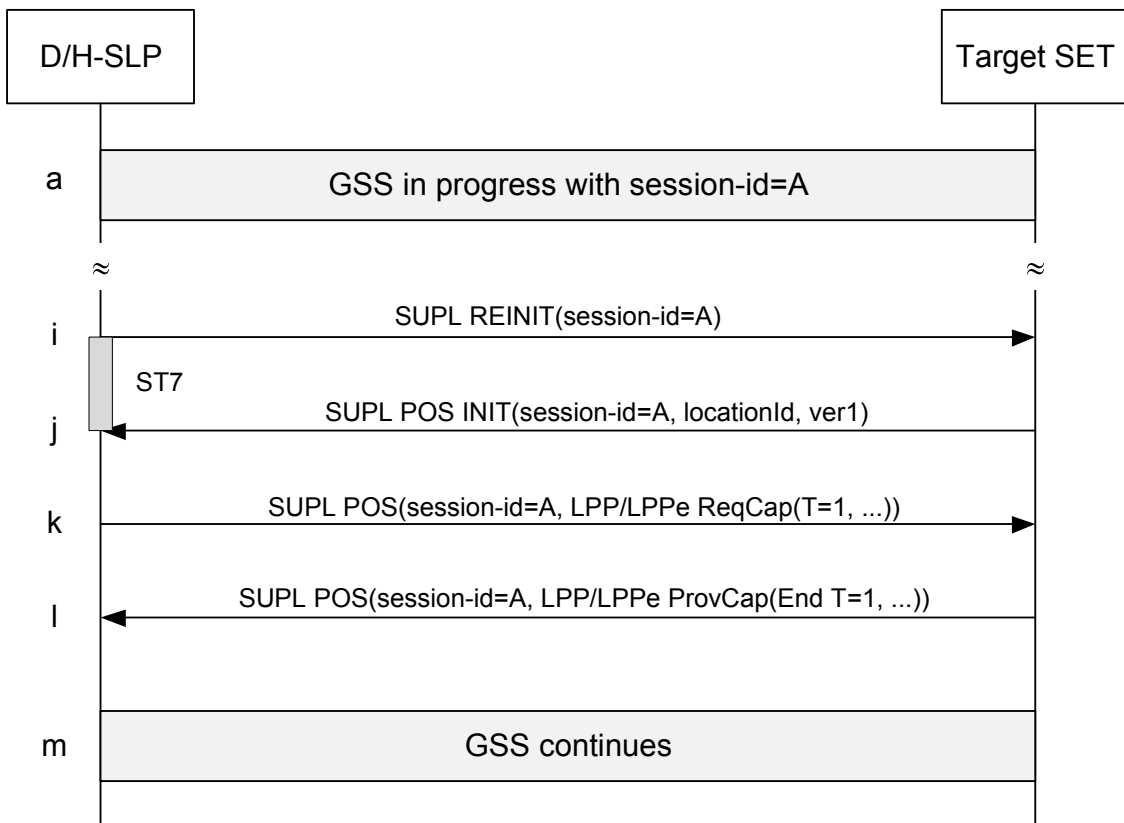 D/H-SLP
Target SET
a
GSS in progress with session-id=A
≈
≈
i
SUPL REINIT(session-id=A)
ST7
j
SUPL POS INIT(session-id=A, locationId, ver1)
k
SUPL POS(session-id=A, LPP/LPPe ReqCap(T=1, ...))
l
SUPL POS(session-id=A, LPP/LPPe ProvCap(End T=1, ...))
m
GSS continues